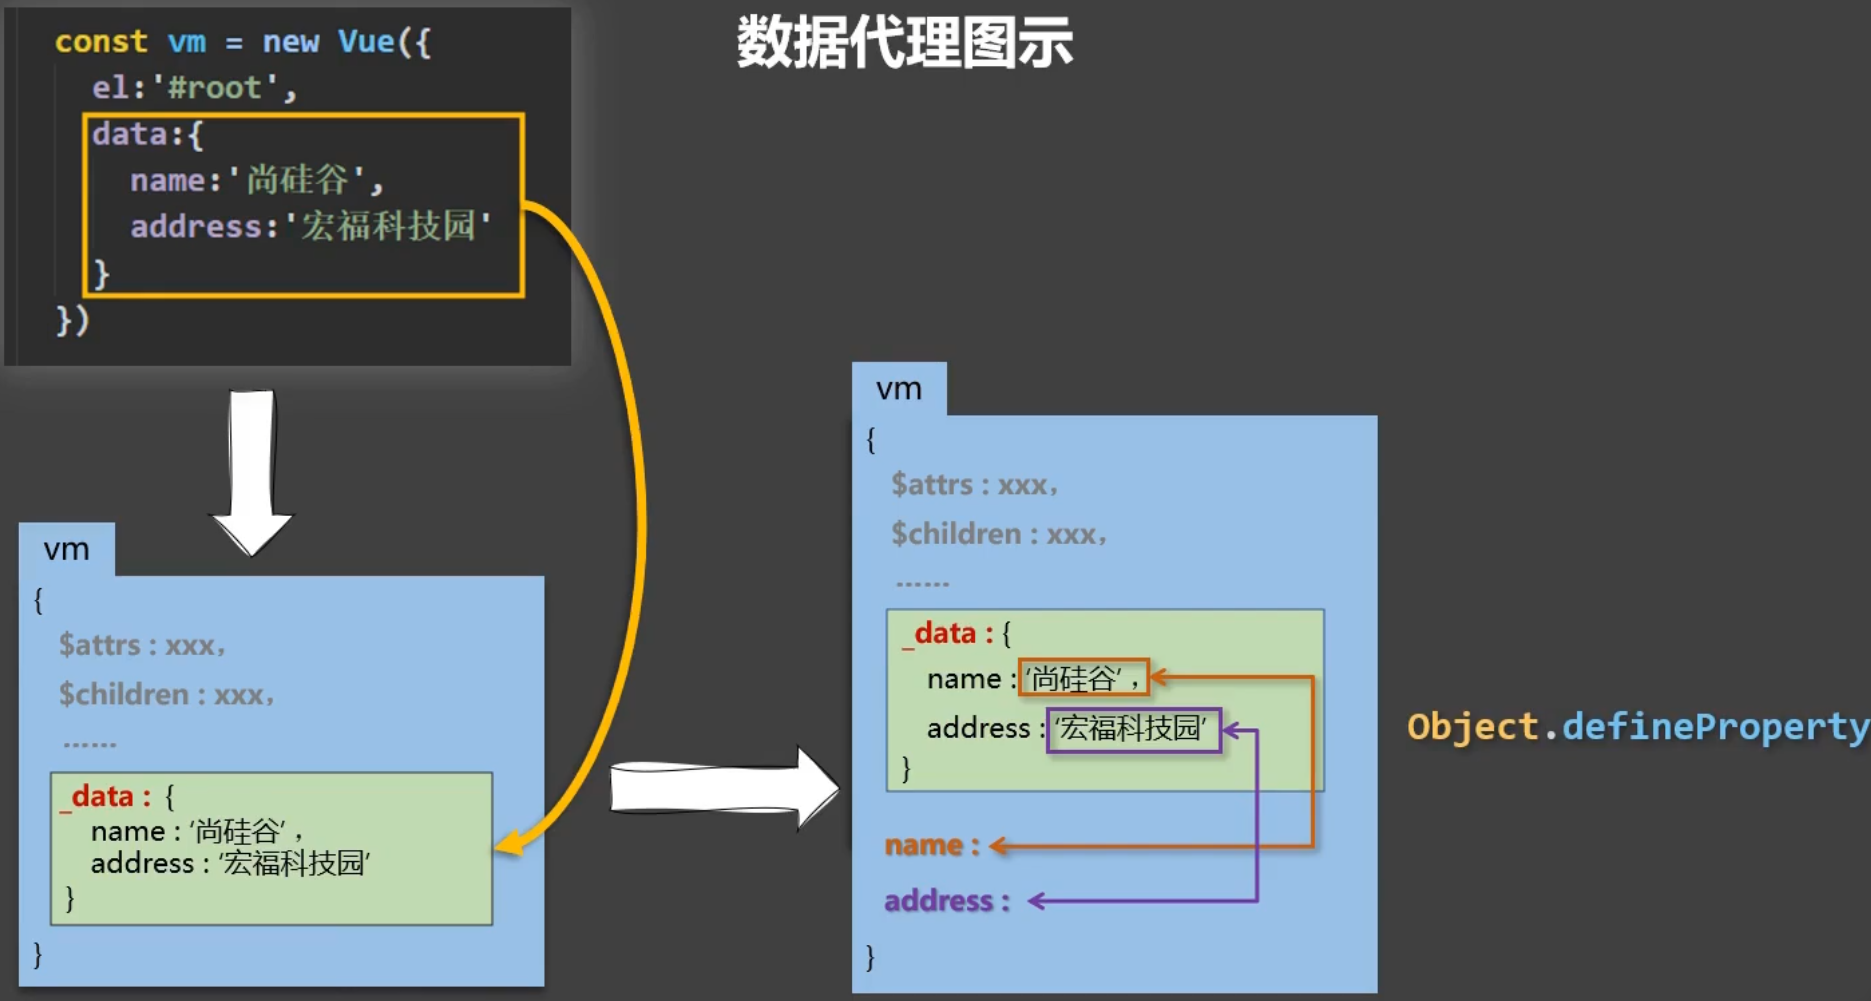 数据代理图示
const vm = new Vue({
el:'#root',
data:{
name:'尚硅谷',
address:'宏福科技园'
}
})
vm
{
$attrs : xxx，
$children : xxx，
······
_data : {
name : ‘尚硅谷’，
address : ‘宏福科技园’
}
}
vm
{
$attrs : xxx，
$children : xxx，
······
_data : {
name : ‘尚硅谷’，
address : ‘宏福科技园’
}
name :
address :
}
Object.defineProperty